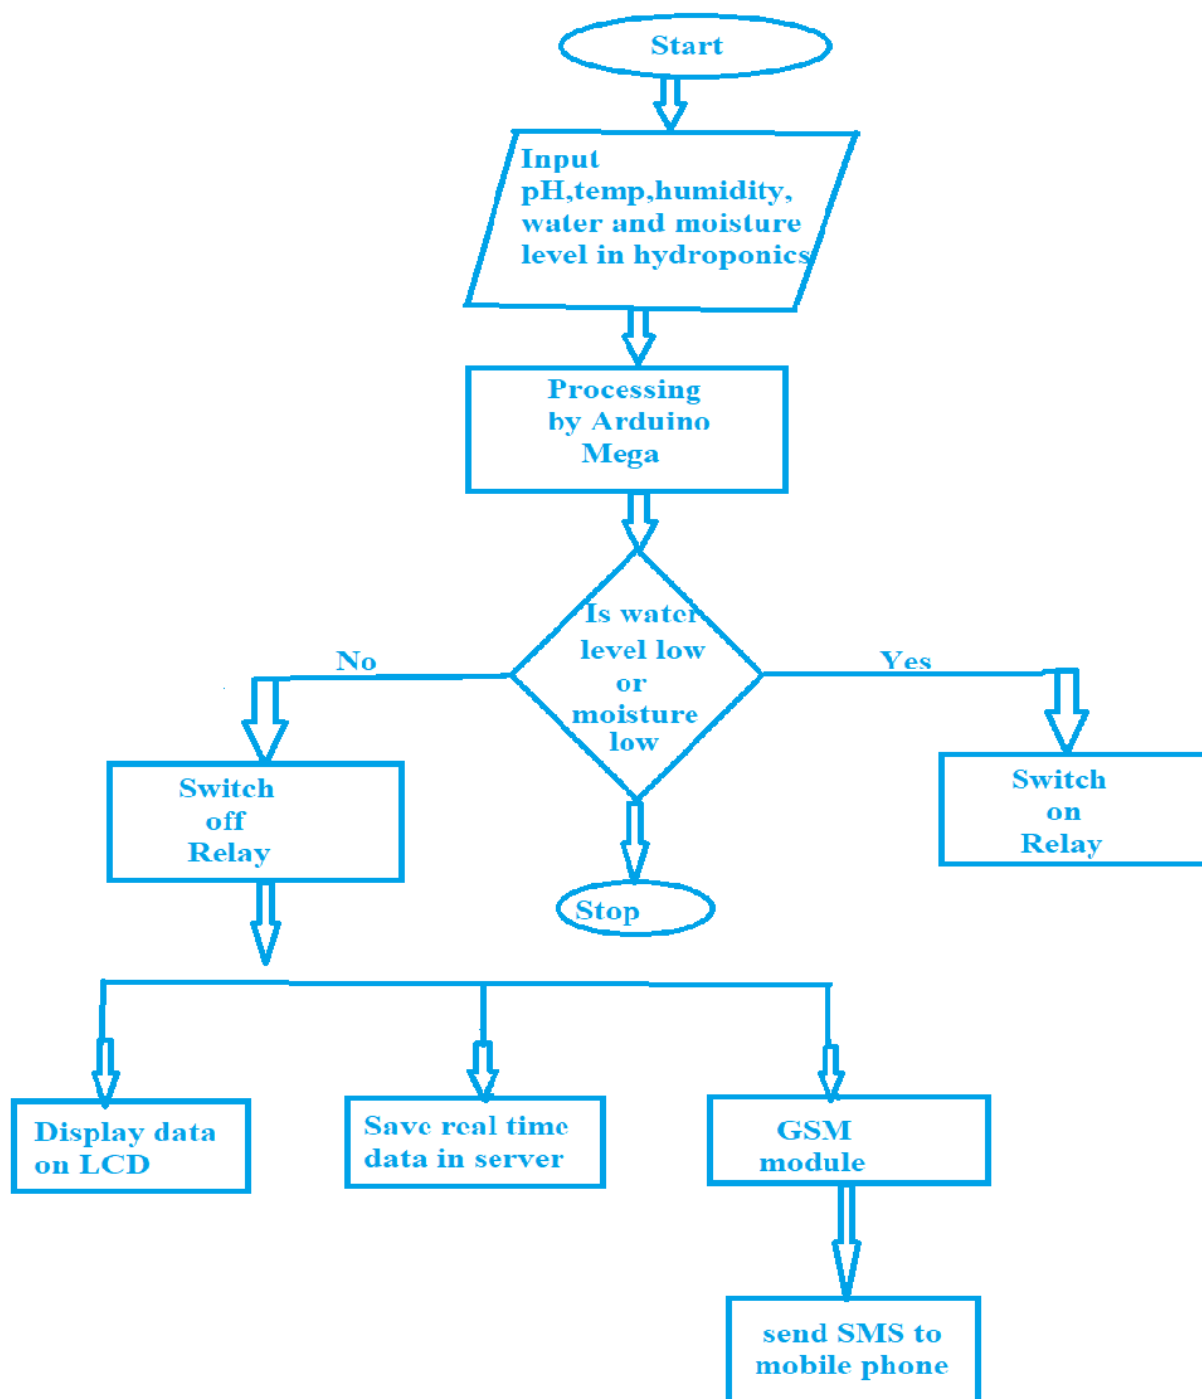 Start
Input
pH,temp,humidity,
water and moisture
level in hydroponics
Processing
by Arduino
Mega
Is water
level low
or
moisture
low
No
Yes
Switch
off
Relay
Switch
on
Relay
Stop
Display data
on LCD
Save real time
data in server
GSM
module
send SMS to
mobile phone